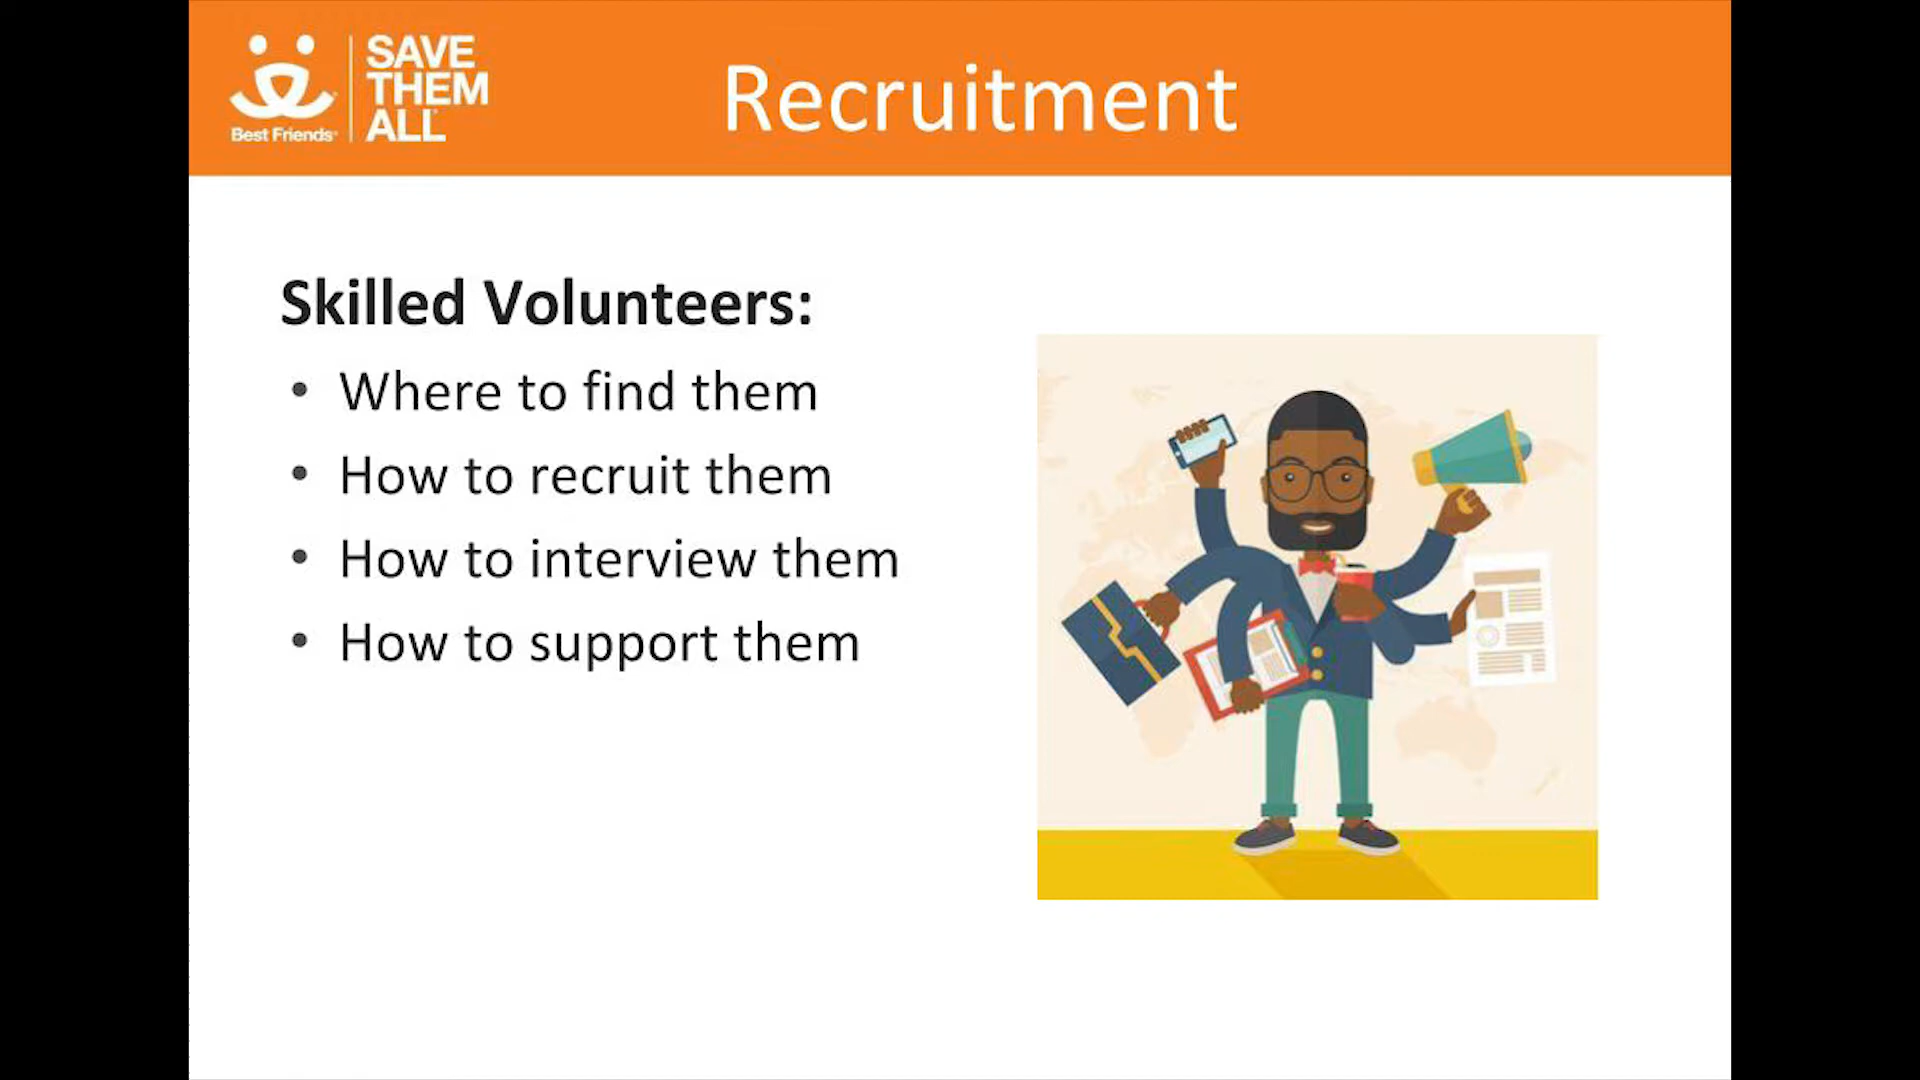 SAVE
THEM
ALL
Best Friends
Recruitment
Skilled Volunteers:
• Where to find them
• How to recruit them
• How to interview them
• How to support them